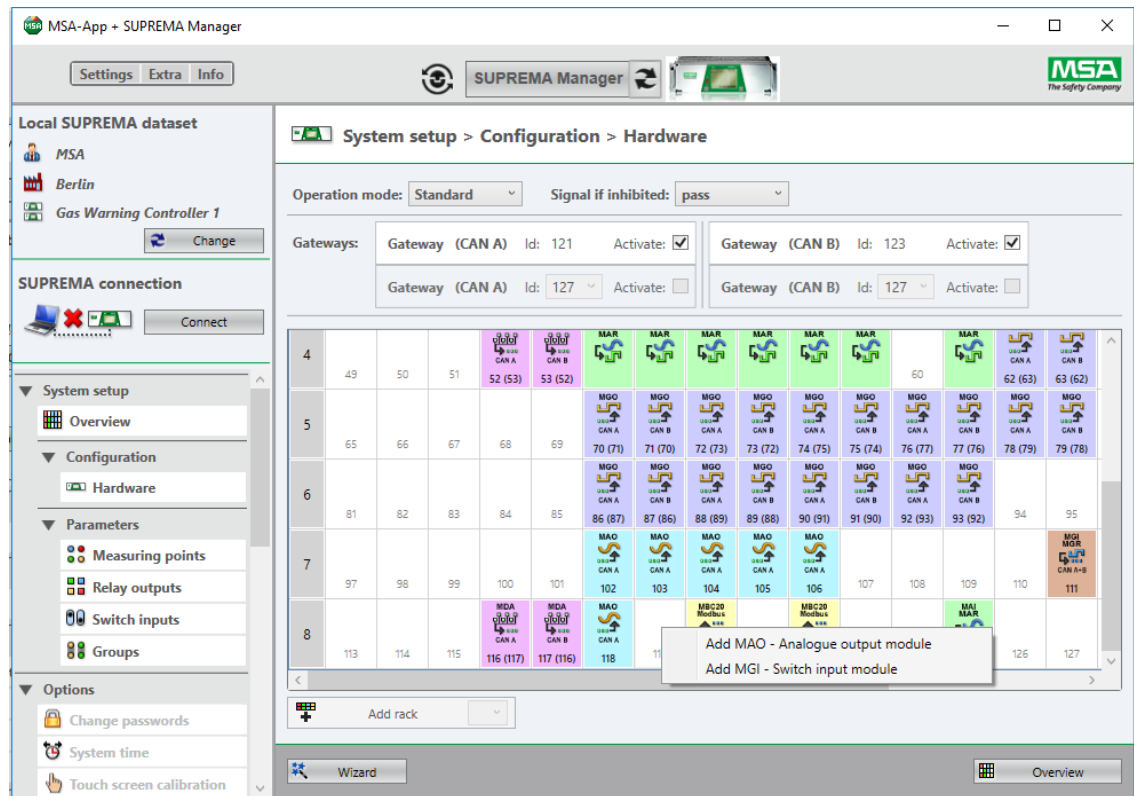 MSA-App + SUPREMA Manager
Settings Extra Info
SUPREMA Manager
MSA
The Safety Company
Local SUPREMA dataset
MSA
Berlin
Gas Warning Controller 1
Change
SUPREMA connection
Connect
System setup
Overview
Configuration
Hardware
Parameters
Measuring points
Relay outputs
Switch inputs
Groups
Options
Change passwords
System time
Touch screen calibration
System setup > Configuration > Hardware
Operation mode: Standard Signal if inhibited: pass
Gateways: Gateway (CAN A) Id: 121 Activate: Gateway (CAN B) Id: 123 Activate:
Gateway (CAN A) Id: 127 Activate: Gateway (CAN B) Id: 127 Activate:
MAR MAR MAR MAR MAR MAR MAR
4
CAN A CAN B CAN A CAN B
49 50 51 52 (53) 53 (52) 60 62 (63) 63 (62)
MGO MGO MGO MGO MGO MGO MGO MGO MGO MGO
5
CAN A CAN B CAN A CAN B CAN A CAN B CAN A CAN B CAN A CAN B
65 66 67 68 69 70 (71) 71 (70) 72 (73) 73 (72) 74 (75) 75 (74) 76 (77) 77 (76) 78 (79) 79 (78)
MGO MGO MGO MGO MGO MGO MGO MGO
6
CAN A CAN B CAN A CAN B CAN A CAN B CAN A CAN B
81 82 83 84 85 86 (87) 87 (86) 88 (89) 89 (88) 90 (91) 91 (90) 92 (93) 93 (92) 94 95
MAO MAO MAO MAO MAO MGI
MGR
7
CAN A CAN A CAN A CAN A CAN A CAN A+B
97 98 99 100 101 102 103 104 105 106 107 108 109 110 111
MDA MDA MAO MBC20 MBC20 MAI
Modbus Modbus MAR
8
CAN A CAN B CAN A
113 114 115 116 (117) 117 (116) 118 126 127
Add MAO - Analogue output module
Add MGI - Switch input module
Add rack
Wizard
Overview